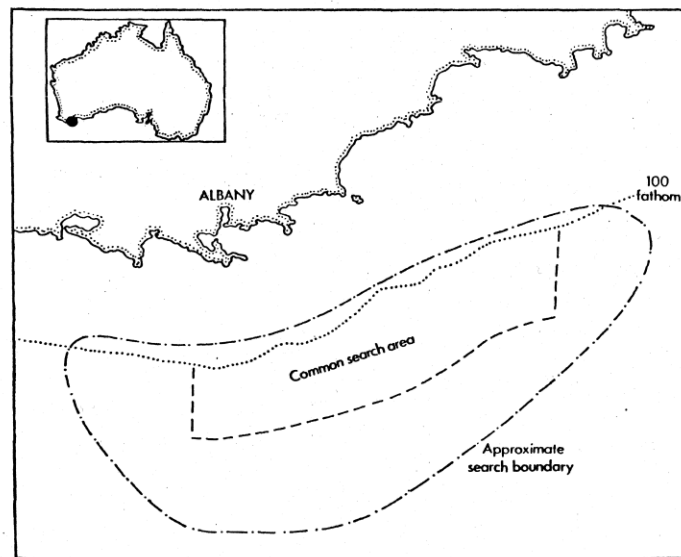 ALBANY
100
fathom
Common search area
Approximate
search boundary